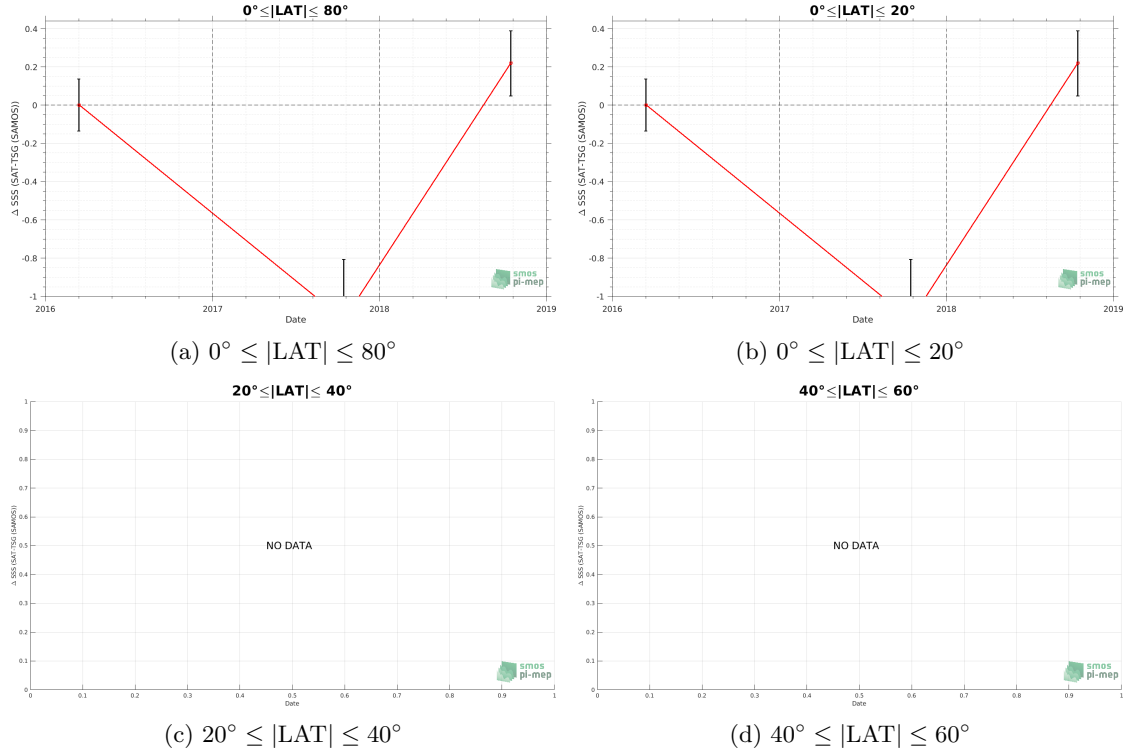 0°≤|LAT|≤ 80°
0.4
0.2
0
-0.2
-0.4
-0.6
-0.8
-1
Δ SSS (SAT-TSG (SAMOS))
2016
2017
2018
2019
Date
smos
pi-mep
(a) 0° ≤ |LAT| ≤ 80°
0°≤|LAT|≤ 20°
0.4
0.2
0
-0.2
-0.4
-0.6
-0.8
-1
Δ SSS (SAT-TSG (SAMOS))
2016
2017
2018
2019
Date
smos
pi-mep
(b) 0° ≤ |LAT| ≤ 20°
20°≤|LAT|≤ 40°
1
0.9
0.8
0.7
0.6
0.5
0.4
0.3
0.2
0.1
0
Δ SSS (SAT-TSG (SAMOS))
NO DATA
0
0.1
0.2
0.3
0.4
0.5
0.6
0.7
0.8
0.9
1
Date
smos
pi-mep
(c) 20° ≤ |LAT| ≤ 40°
40°≤|LAT|≤ 60°
1
0.9
0.8
0.7
0.6
0.5
0.4
0.3
0.2
0.1
0
Δ SSS (SAT-TSG (SAMOS))
NO DATA
0
0.1
0.2
0.3
0.4
0.5
0.6
0.7
0.8
0.9
1
Date
smos
pi-mep
(d) 40° ≤ |LAT| ≤ 60°